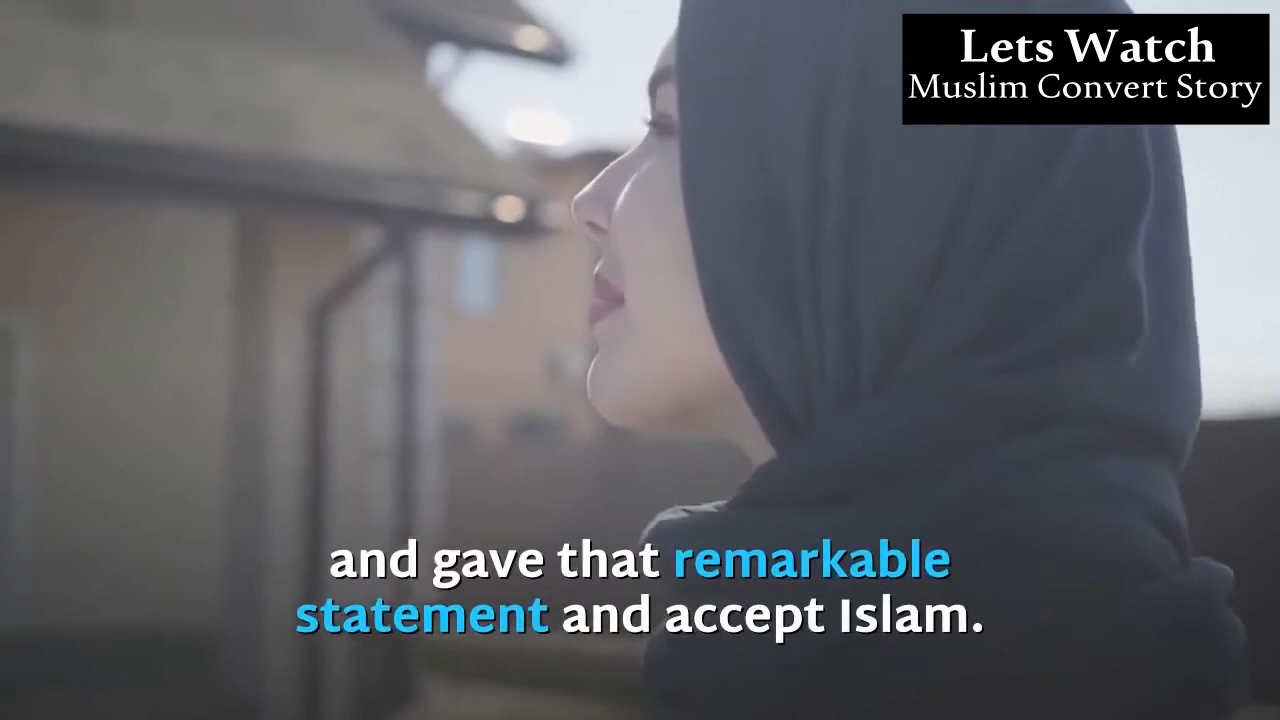 Lets Watch
Muslim Convert Story
and gave that remarkable
statement and accept Islam.